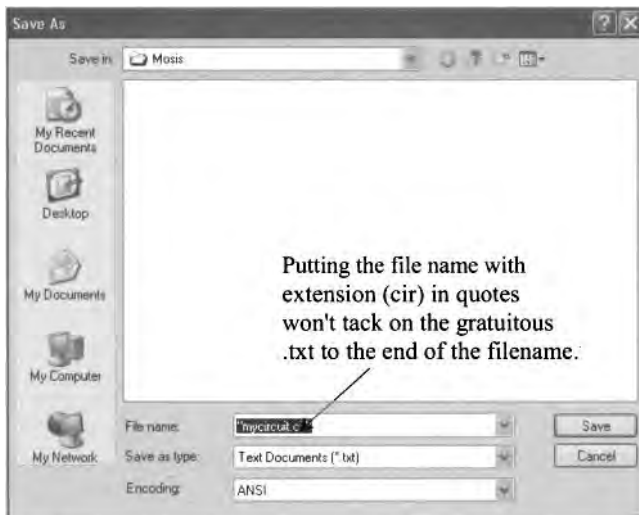 Save As
Save in:
Mosis
My Recent
Documents
Desktop
My Documents
My Computer
My Network
Putting the file name with
extension (cir) in quotes
won't tack on the gratuitous
.txt to the end of the filename.
File name:
Save
Save as type:
Text Documents (*.txt)
Cancel
Encoding:
ANSI